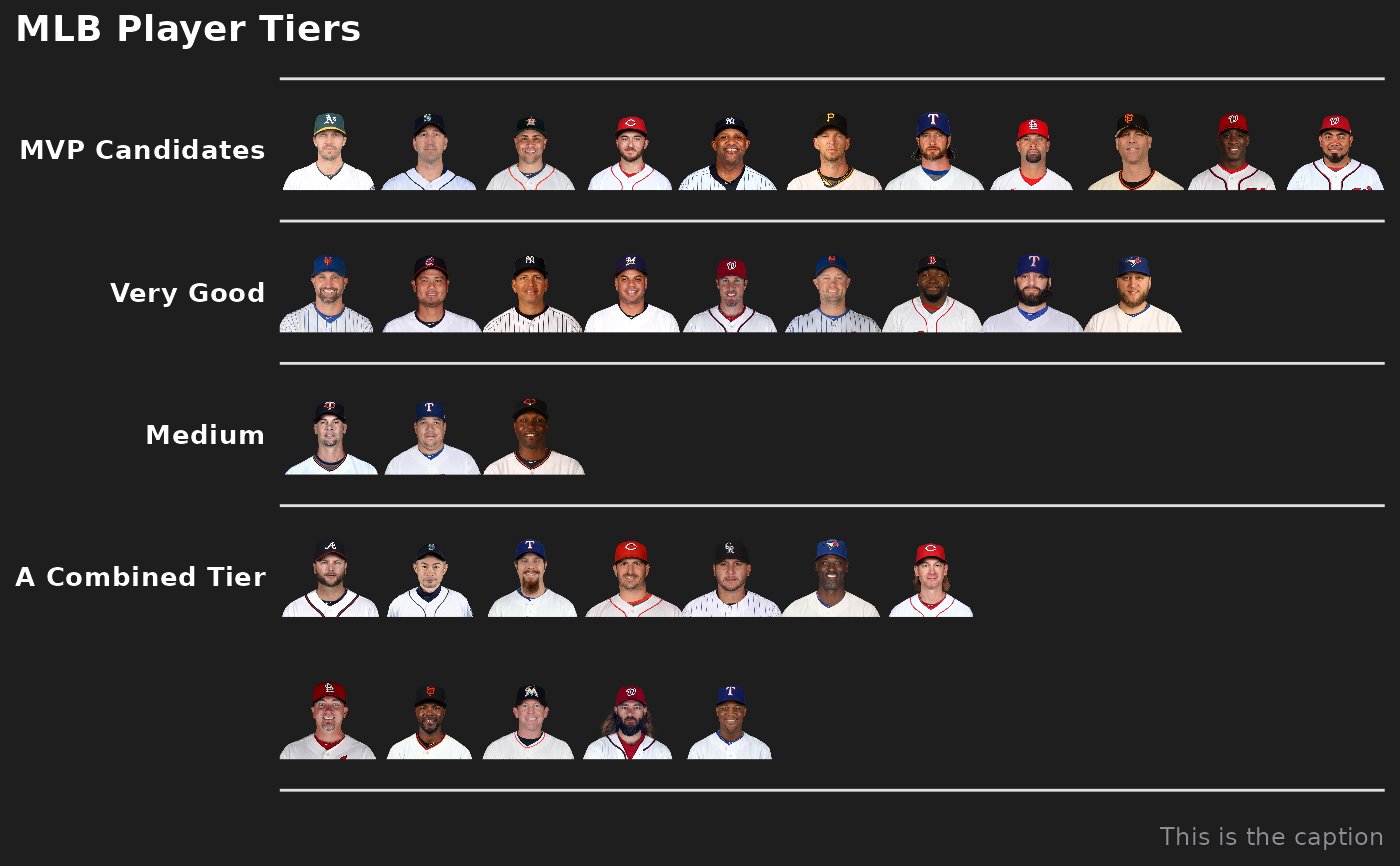 MLB Player Tiers
MVP Candidates
Very Good
Medium
A Combined Tier
This is the caption